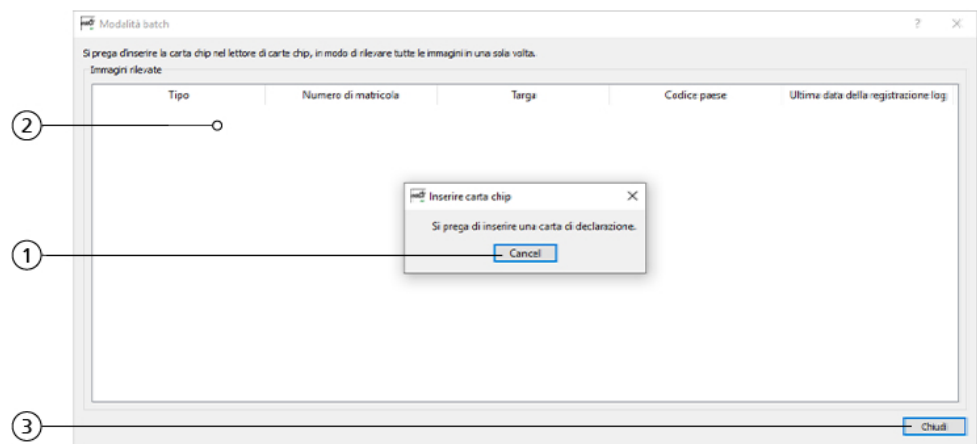 Modalità batch
Si prega d'inserire la carta chip nel lettore di carte chip, in modo di rilevare tutte le immagini in una sola volta.
Immagini rilevate
Tipo Numero di matricola Targa Codice paese Ultima data della registrazione log
2
Inserire carta chip
Si prega di inserire una carta di declarazione.
1
Cancel
3
Chiudi